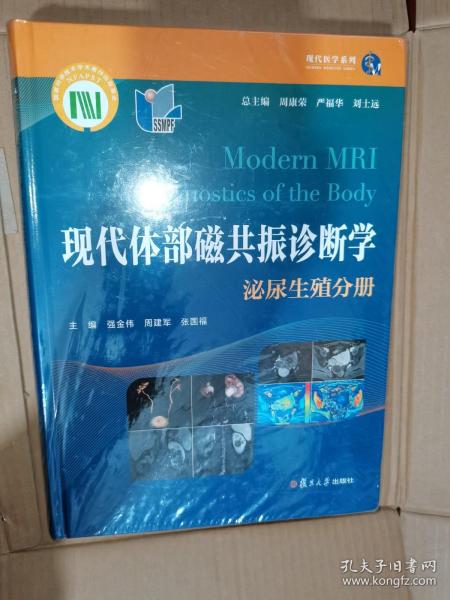 现代医学系列
SSMPF
NFAPST
总主编 周康荣 严福华 刘士远
Modern MRI
nostics of the Body
现代体部磁共振诊断学
泌尿生殖分册
主编 强金伟 周建军 张国福
复旦大学出版社
孔夫子旧书网
www.kongfz.com